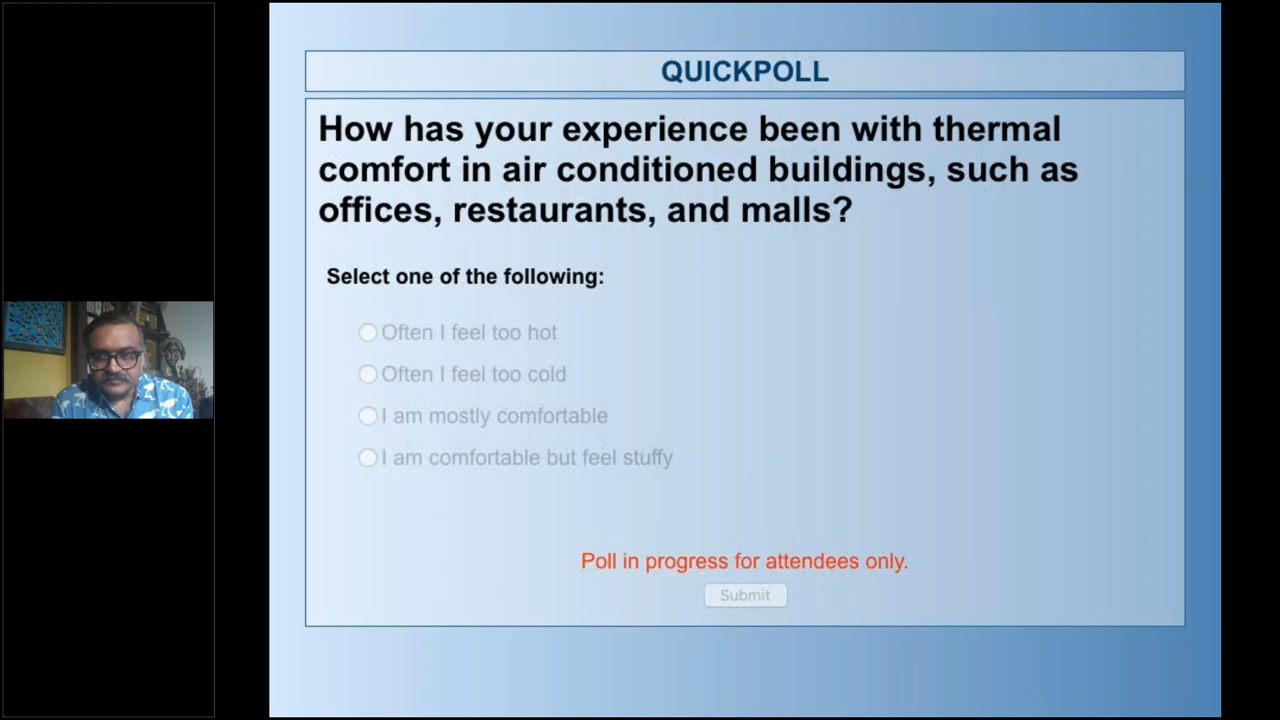 QUICKPOLL
How has your experience been with thermal
comfort in air conditioned buildings, such as
offices, restaurants, and malls?
Select one of the following:
Often I feel too hot
Often I feel too cold
I am mostly comfortable
I am comfortable but feel stuffy
Poll in progress for attendees only.
Submit